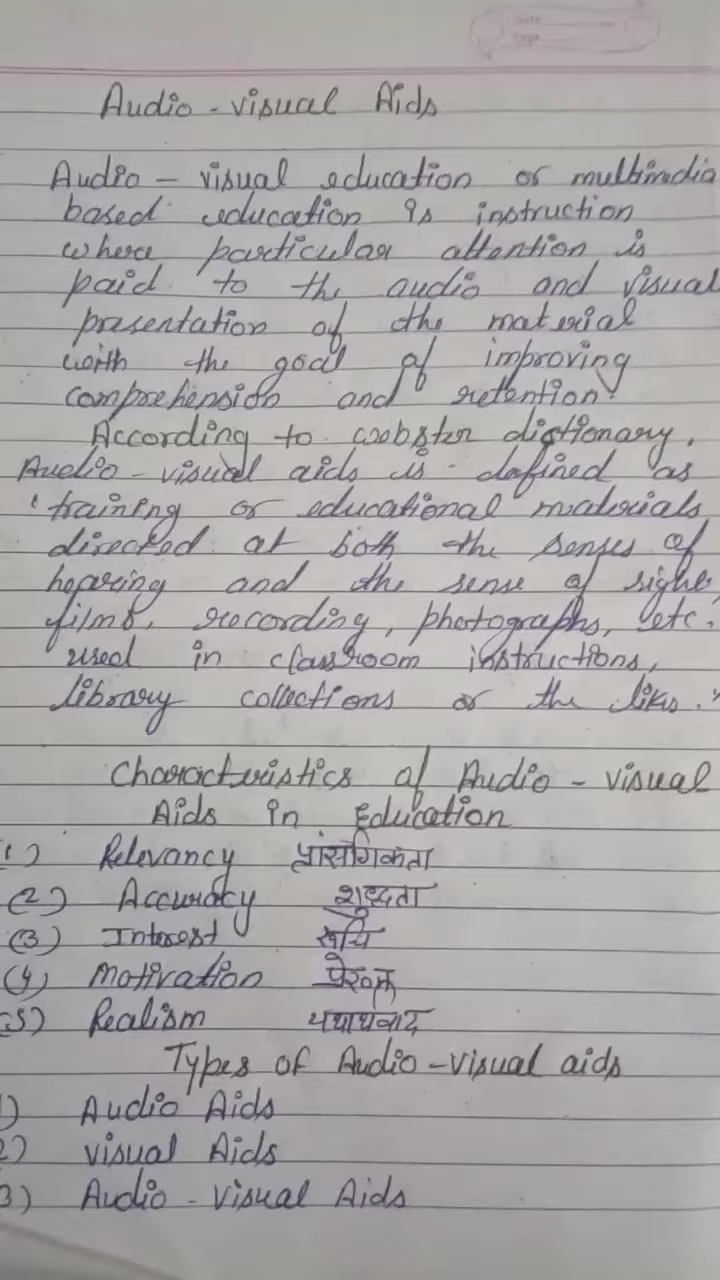 Audio - visual Aids
Audio - visual education or multimedia
based education is instruction
where particular attention is
paid to the audio and visual
presentation of the material
with the goal of improving
comprehension and retention.
According to webster dictionary,
Audio - visual aids is defined as
'training or educational materials
directed at both the senses of
hearing and the sense of sight,
films, recording, photographs, etc.
used in classroom instructions,
library collections or the likes."
Characteristics of Audio - visual
Aids in Education
(1) Relevancy प्रांसगिकता
(2) Accuracy शुद्धता
(3) Interest रूचि
(4) Motivation
(5) Realism यथार्थवाद
Types of Audio - visual aids
1) Audio Aids
2) visual Aids
3) Audio - visual Aids